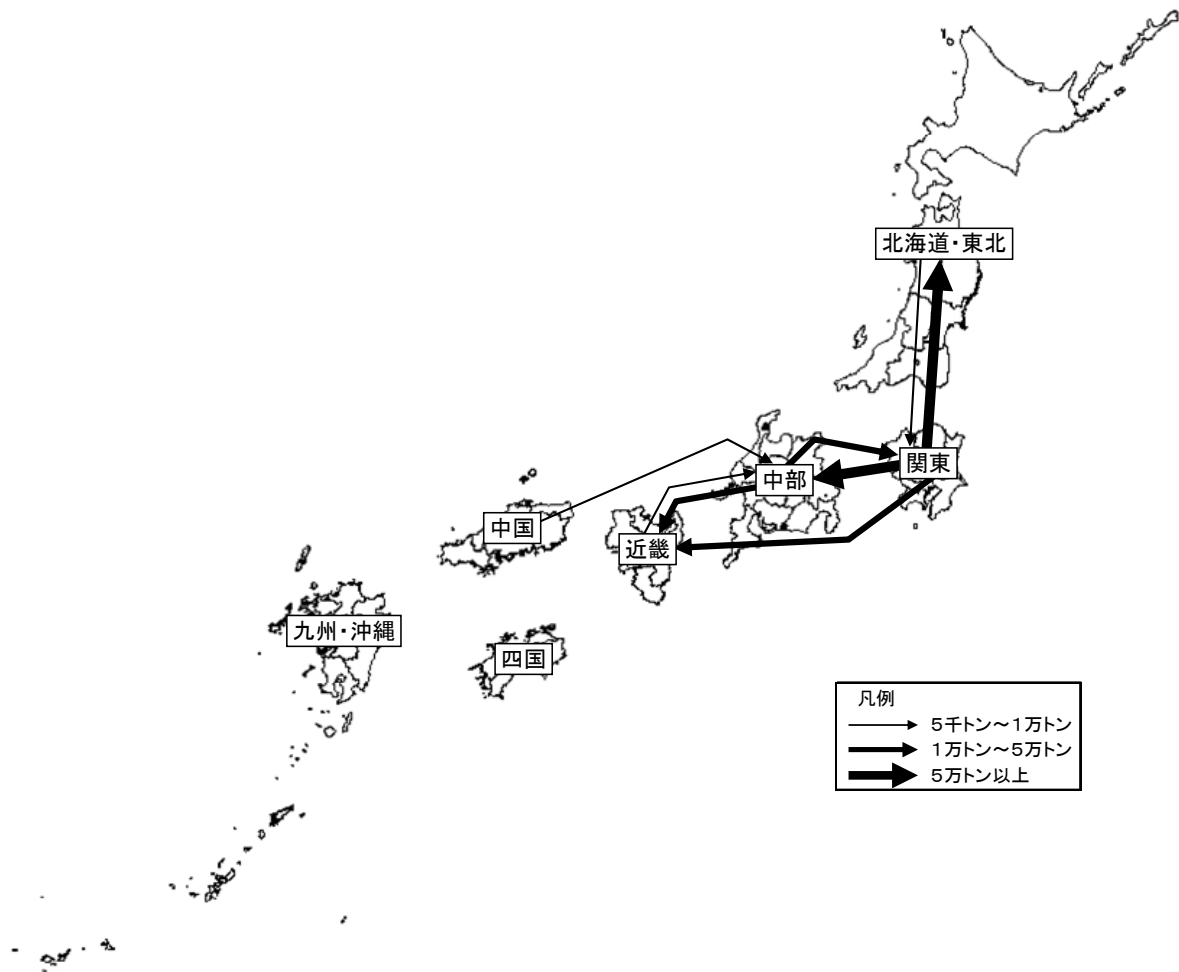 北海道・東北
関東
中部
中国
近畿
九州・沖縄
四国
凡例
５千トン～１万トン
１万トン～５万トン
５万トン以上